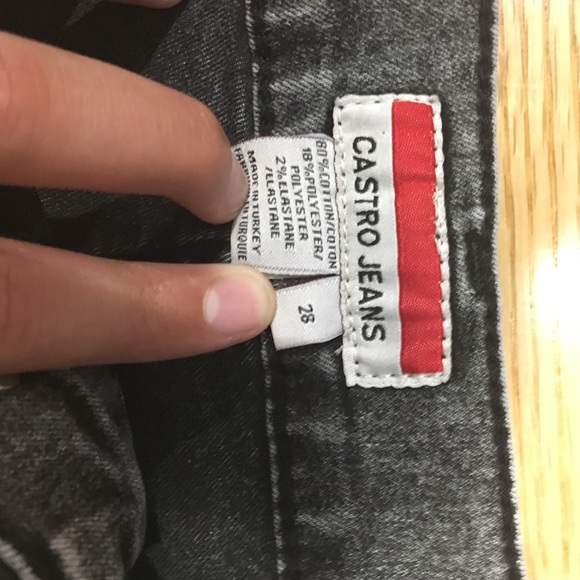 CASTRO JEANS
80%COTTON/COTON
18%POLYESTER/
POLYESTER
2%ELASTANE
/ELASTANE
MADE IN TURKEY
28